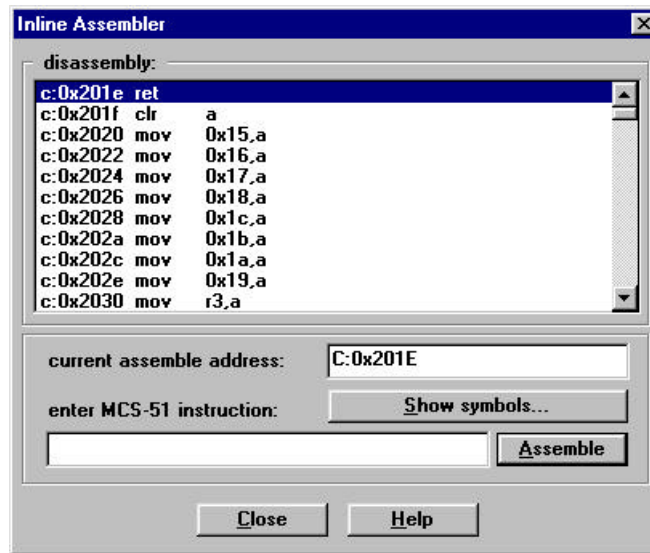 Inline Assembler
disassembly:
c:0x201e ret
c:0x201f clr a
c:0x2020 mov 0x15,a
c:0x2022 mov 0x16,a
c:0x2024 mov 0x17,a
c:0x2026 mov 0x18,a
c:0x2028 mov 0x1c,a
c:0x202a mov 0x1b,a
c:0x202c mov 0x1a,a
c:0x202e mov 0x19,a
c:0x2030 mov r3,a
current assemble address: C:0x201E
enter MCS-51 instruction: Show symbols...
Assemble
Close Help